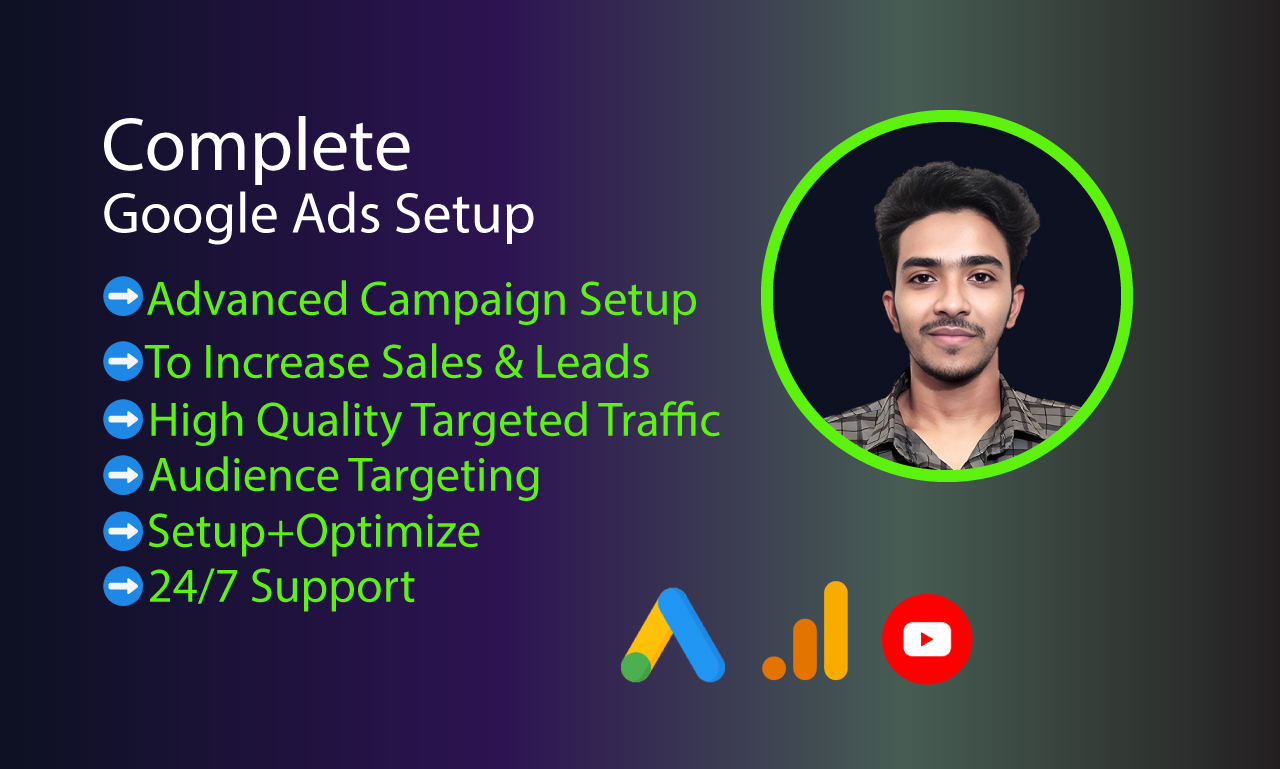 Complete
Google Ads Setup
Advanced Campaign Setup
To Increase Sales & Leads
High Quality Targeted Traffic
Audience Targeting
Setup+Optimize
24/7 Support